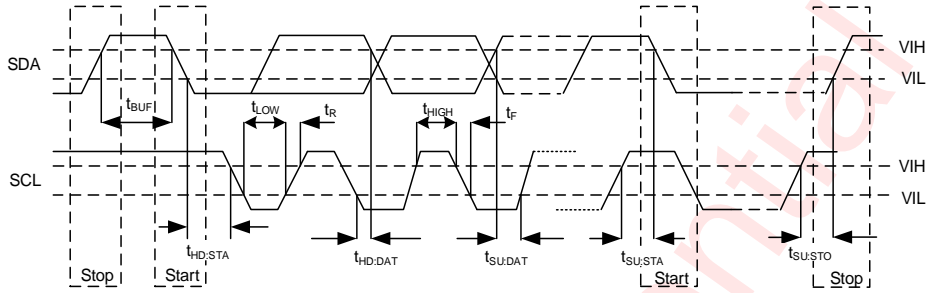 SDA
VIH
VIL
tBUF
tLOW
tR
tHIGH
tF
SCL
VIH
VIL
tHD:STA
tHD:DAT
tSU:DAT
tSU:STA
tSU:STO
Stop
Start
Start
Stop
ential